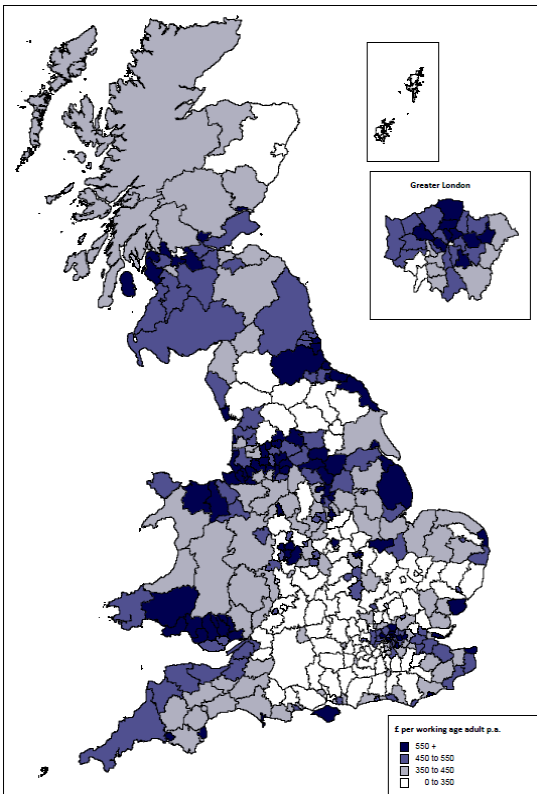 Greater London
£ per working age adult p.a.
550 +
450 to 550
350 to 450
0 to 350